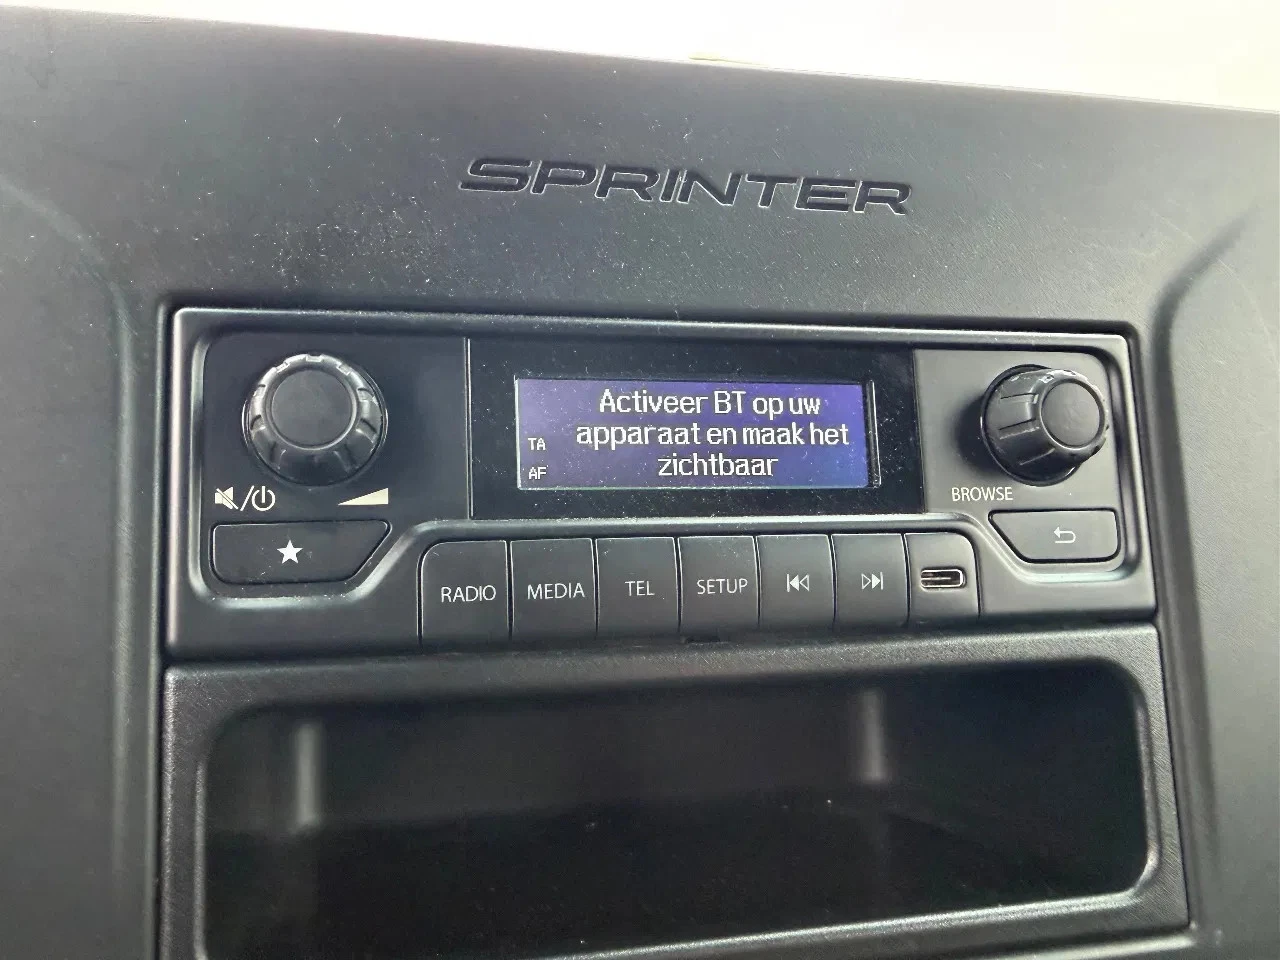 SPRINTER
Activeer BT op uw
apparaat en maak het
zichtbaar
TA
AF
BROWSE
RADIO
MEDIA
TEL
SETUP